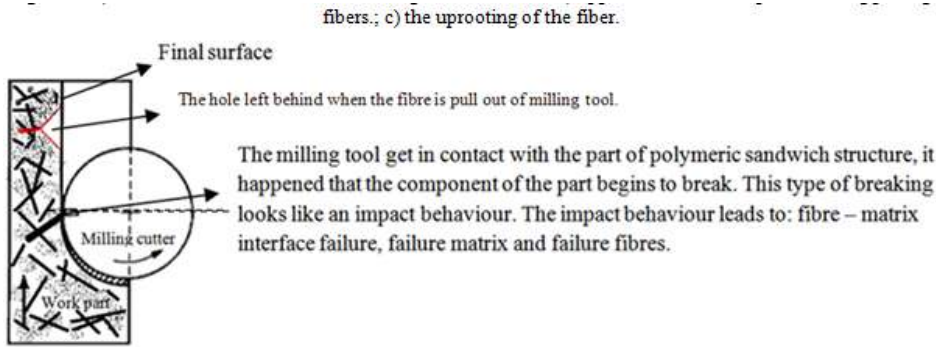 fibers.; c) the uprooting of the fiber.
Final surface
The hole left behind when the fibre is pull out of milling tool.
The milling tool get in contact with the part of polymeric sandwich structure, it
happened that the component of the part begins to break. This type of breaking
looks like an impact behaviour. The impact behaviour leads to: fibre – matrix
interface failure, failure matrix and failure fibres.
Milling cutter
Work part